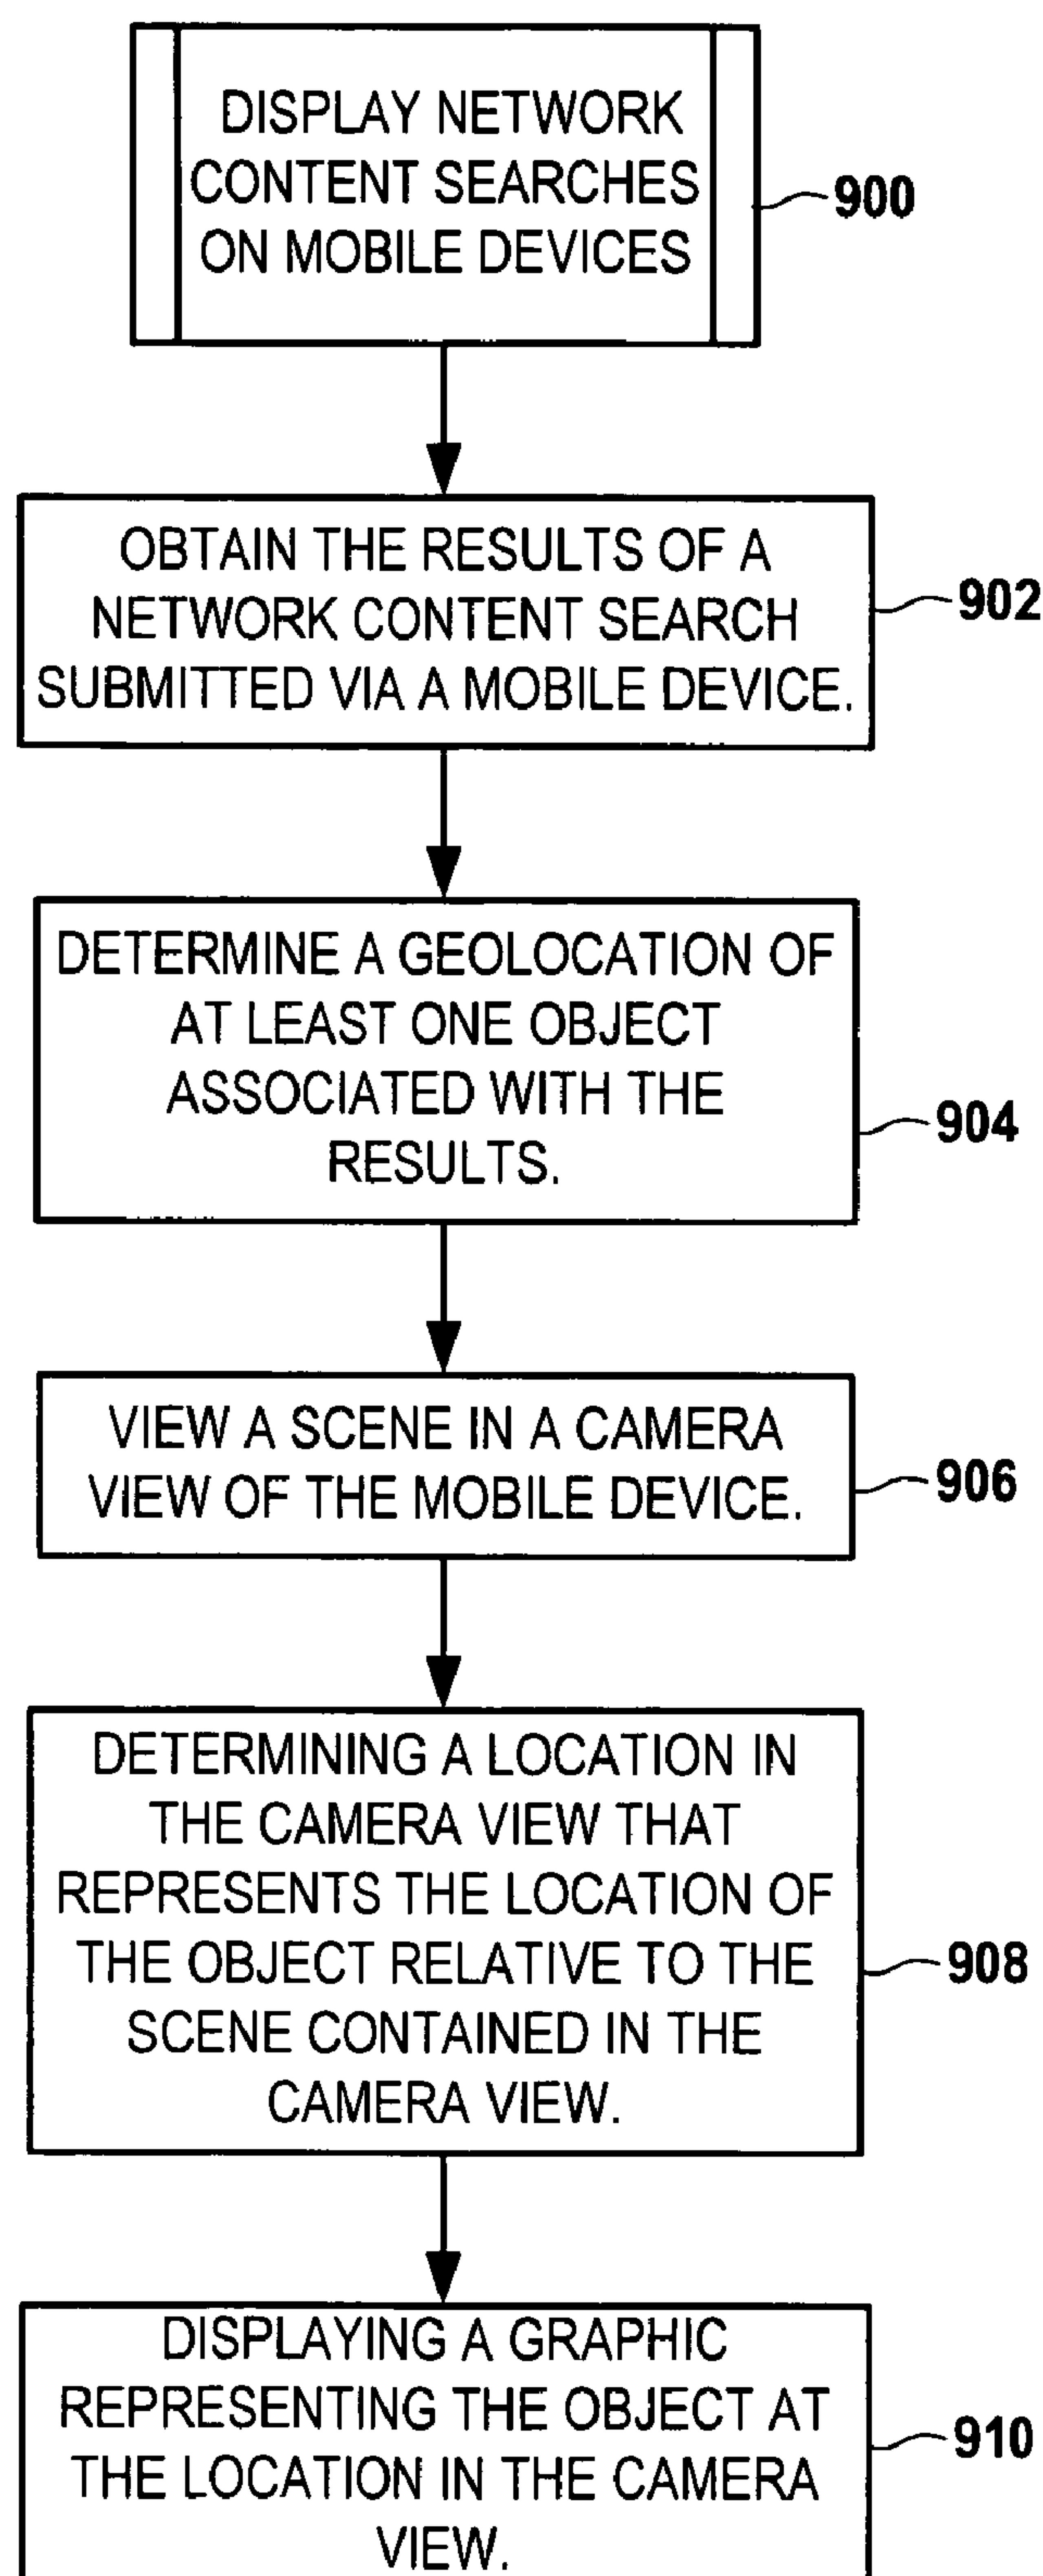 DISPLAY NETWORK
CONTENT SEARCHES
ON MOBILE DEVICES
900
OBTAIN THE RESULTS OF A
NETWORK CONTENT SEARCH
SUBMITTED VIA A MOBILE DEVICE.
902
DETERMINE A GEOLOCATION OF
AT LEAST ONE OBJECT
ASSOCIATED WITH THE
RESULTS.
904
VIEW A SCENE IN A CAMERA
VIEW OF THE MOBILE DEVICE.
906
DETERMINING A LOCATION IN
THE CAMERA VIEW THAT
REPRESENTS THE LOCATION OF
THE OBJECT RELATIVE TO THE
SCENE CONTAINED IN THE
CAMERA VIEW.
908
DISPLAYING A GRAPHIC
REPRESENTING THE OBJECT AT
THE LOCATION IN THE CAMERA
VIEW.
910